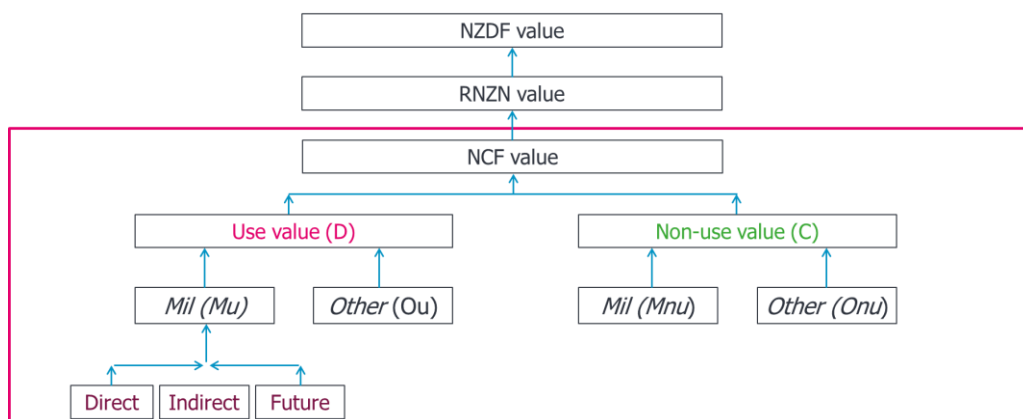 NZDF value
RNZN value
NCF value
Use value (D)
Non-use value (C)
Mil (Mu)
Other (Ou)
Mil (Mnu)
Other (Onu)
Direct
Indirect
Future